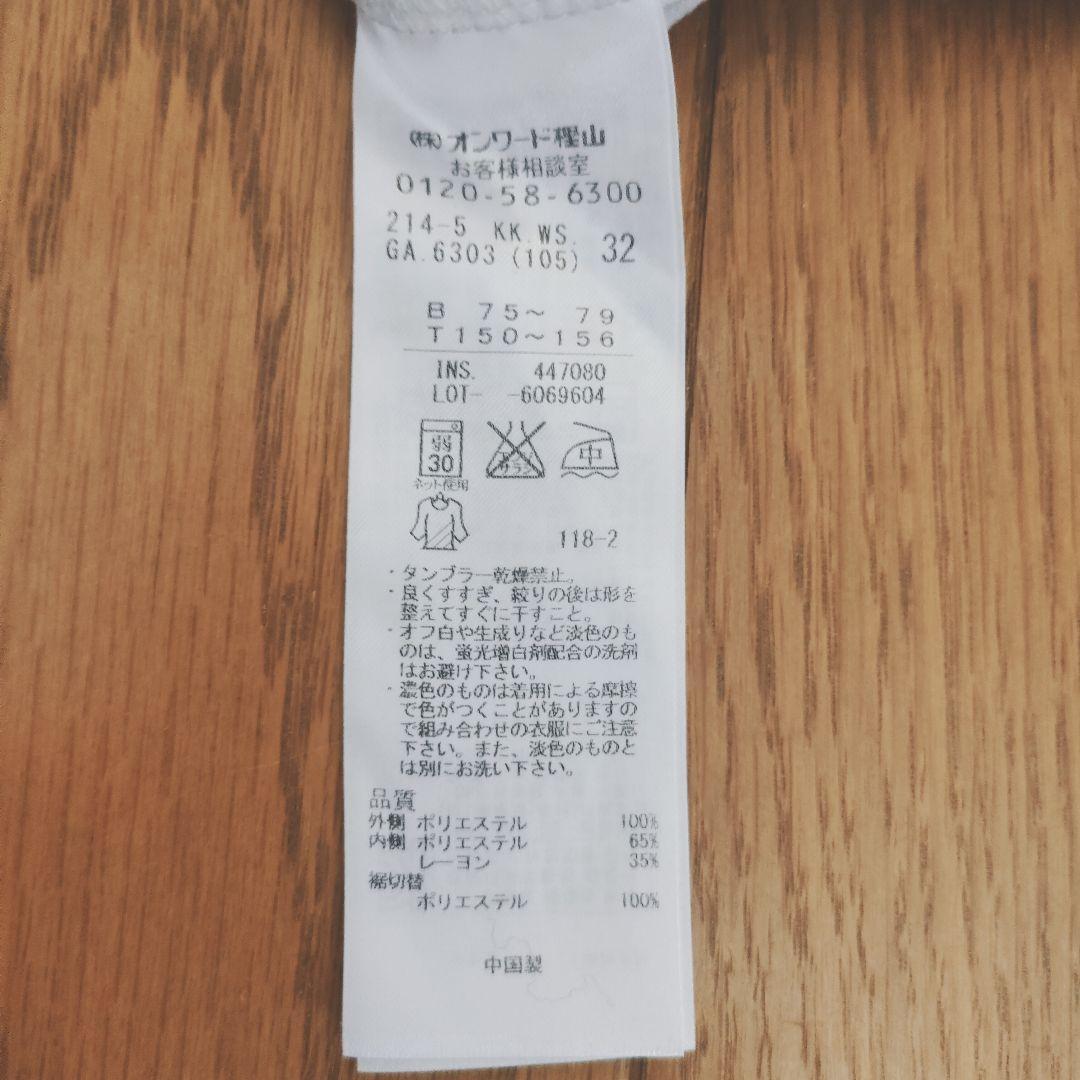 (株)オンワード樫山
お客様相談室
0120-58-6300
214-5 KK.WS.
GA.6303 (105) 32
B 75～ 79
T150～156
INS. 447080
LOT- -6069604
弱
30
エンソ
サラシ
中
ネット使用
118-2
・タンブラー乾燥禁止。
・良くすすぎ、絞りの後は形を
整えてすぐに干すこと。
・オフ白や生成りなど淡色のも
のは、蛍光増白剤配合の洗剤
はお避け下さい。
・濃色のものは着用による摩擦
で色がつくことがありますの
で組み合わせの衣服にご注意
下さい。また、淡色のものと
は別にお洗い下さい。
品質
外側 ポリエステル 100%
内側 ポリエステル 65%
レーヨン 35%
裾切替
ポリエステル 100%
中国製